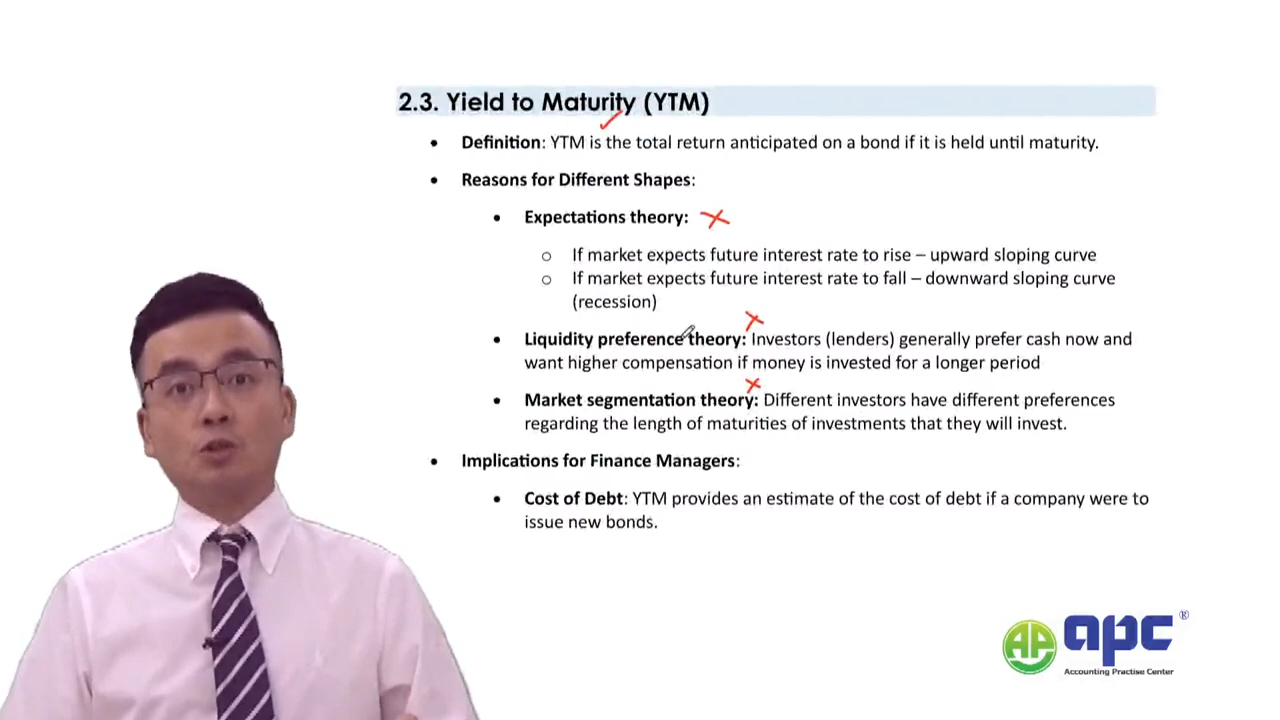 2.3. Yield to Maturity (YTM)
• Definition: YTM is the total return anticipated on a bond if it is held until maturity.
• Reasons for Different Shapes:
• Expectations theory:
o If market expects future interest rate to rise – upward sloping curve
o If market expects future interest rate to fall – downward sloping curve
(recession)
• Liquidity preference theory: Investors (lenders) generally prefer cash now and
want higher compensation if money is invested for a longer period
• Market segmentation theory: Different investors have different preferences
regarding the length of maturities of investments that they will invest.
• Implications for Finance Managers:
• Cost of Debt: YTM provides an estimate of the cost of debt if a company were to
issue new bonds.
AP apc ®
Accounting Practise Center